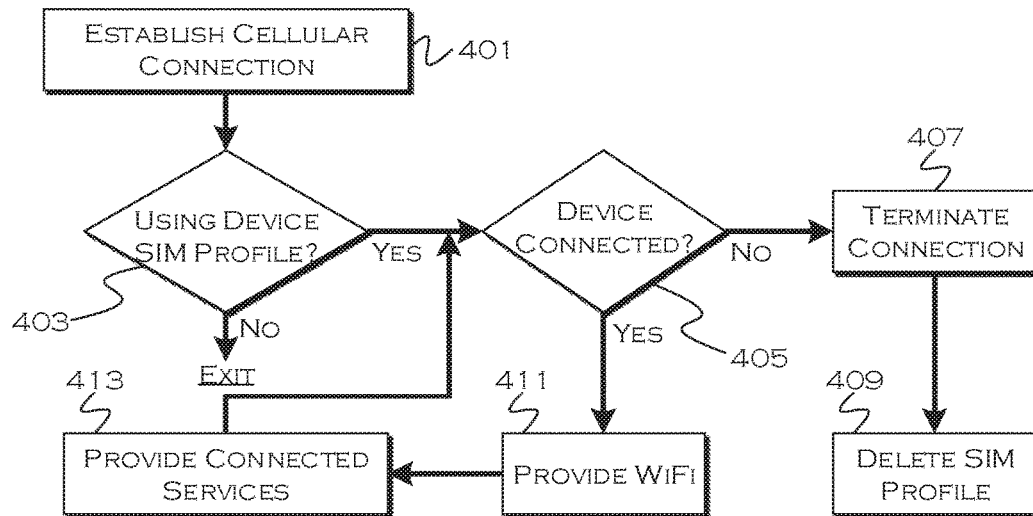 ESTABLISH CELLULAR
CONNECTION
401
USING DEVICE
SIM PROFILE?
YES
403
NO
EXIT
DEVICE
CONNECTED?
NO
YES
405
407
TERMINATE
CONNECTION
413
PROVIDE CONNECTED
SERVICES
411
PROVIDE WIFI
409
DELETE SIM
PROFILE